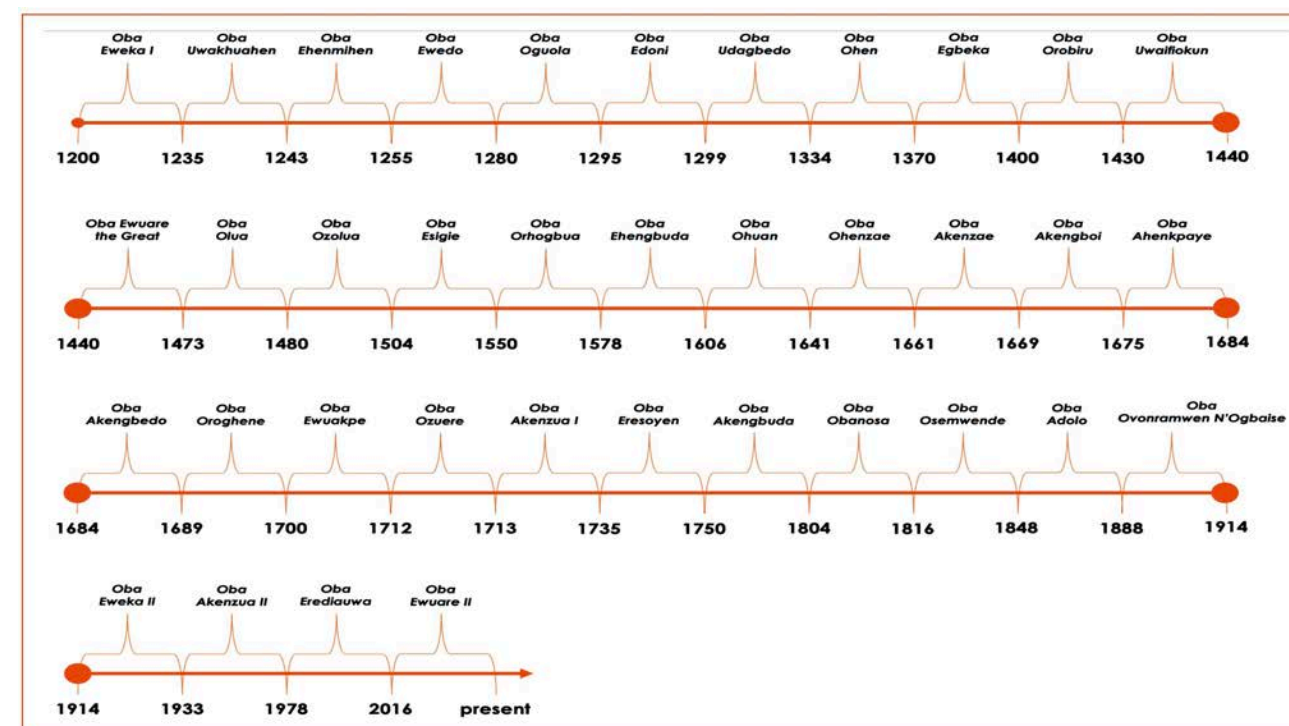 Oba Oba Oba Oba Oba Oba Oba Oba Oba Oba Oba
Eweka I Uwakhuahen Ehenmihen Ewedo Oguola Edoni Udagbedo Ohen Egbeka Orobiru Uwaifiokun
1200 1235 1243 1255 1280 1295 1299 1334 1370 1400 1430 1440
Oba Ewuare Oba Oba Oba Oba Oba Oba Oba Oba Oba Oba
the Great Olua Ozolua Esigie Orhogbua Ehengbuda Ohuan Ohenzae Akenzae Akengboi Ahenkpaye
1440 1473 1480 1504 1550 1578 1606 1641 1661 1669 1675 1684
Oba Oba Oba Oba Oba Oba Oba Oba Oba Oba Oba
Akengbedo Oroghene Ewuakpe Ozuere Akenzua I Eresoyen Akengbuda Obanosa Osemwende Adolo Ovonramwen N'Ogbaise
1684 1689 1700 1712 1713 1735 1750 1804 1816 1848 1888 1914
Oba Oba Oba Oba
Eweka II Akenzua II Erediauwa Ewuare II
1914 1933 1978 2016 present